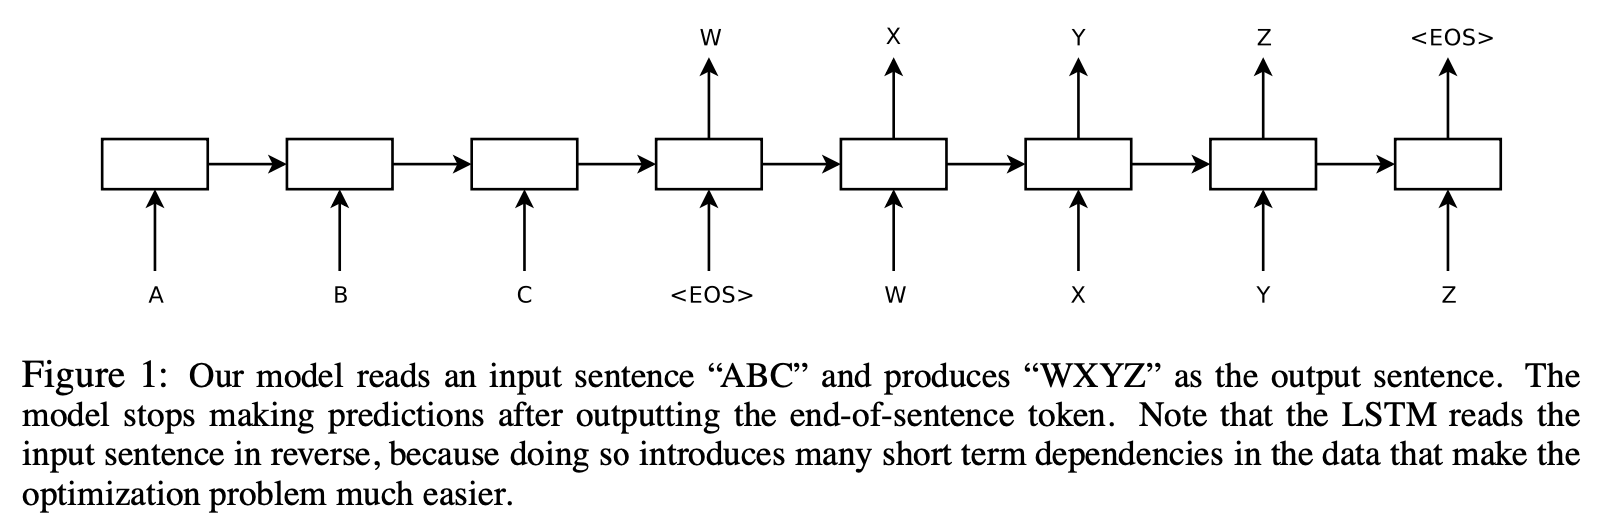 W X Y Z <EOS>
A B C <EOS> W X Y Z
Figure 1: Our model reads an input sentence “ABC” and produces “WXYZ” as the output sentence. The
model stops making predictions after outputting the end-of-sentence token. Note that the LSTM reads the
input sentence in reverse, because doing so introduces many short term dependencies in the data that make the
optimization problem much easier.